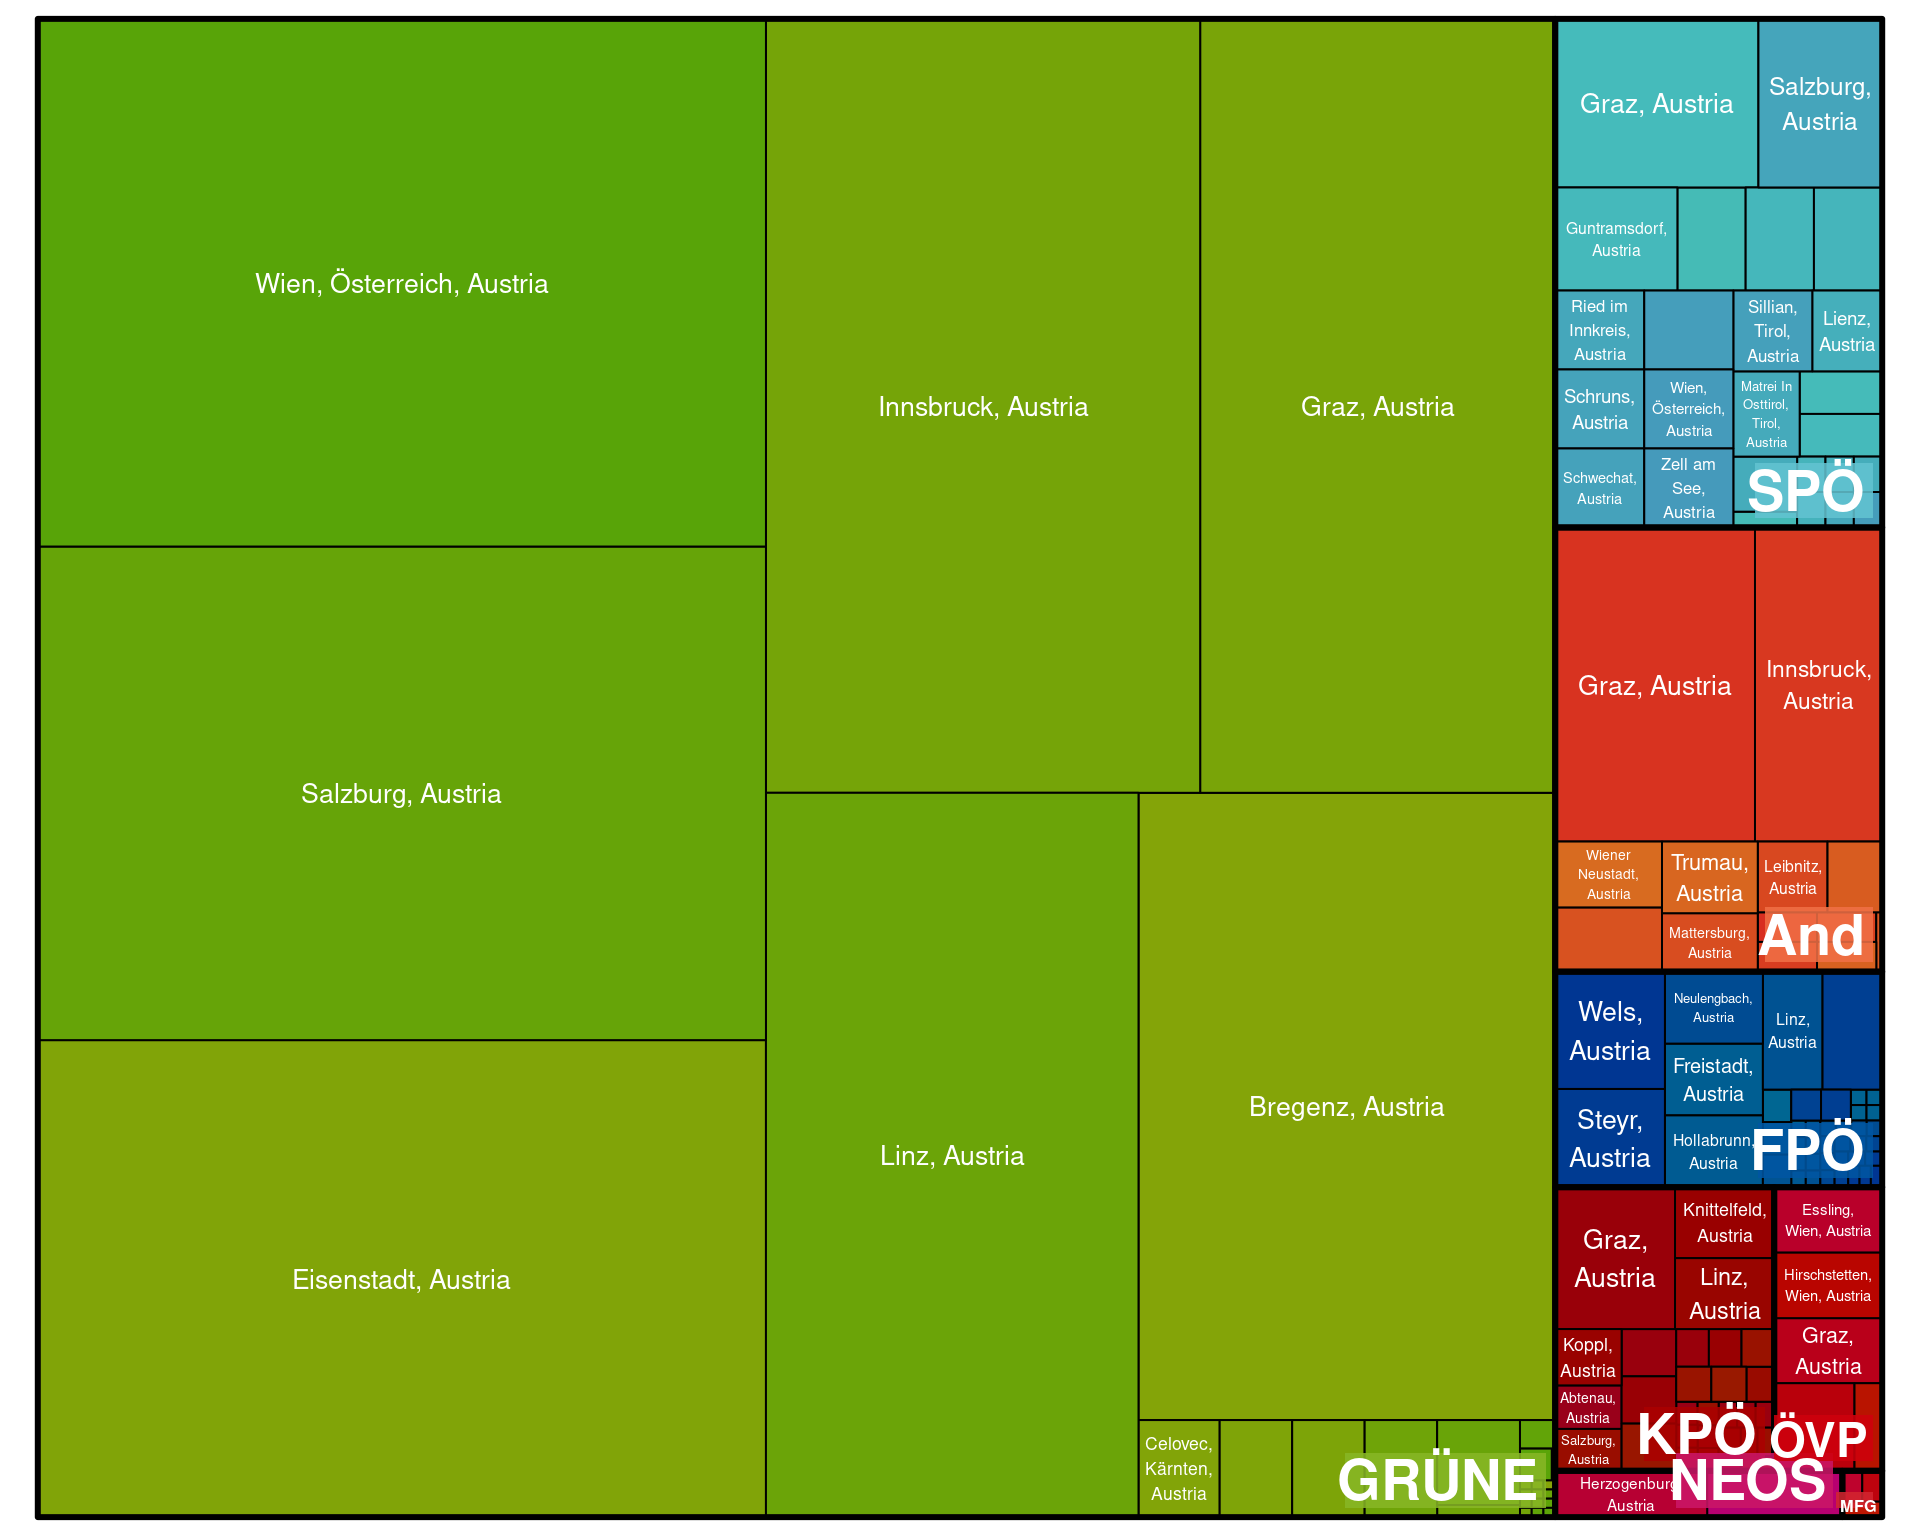 Wien, Österreich, Austria
Salzburg, Austria
Eisenstadt, Austria
Innsbruck, Austria
Graz, Austria
Linz, Austria
Bregenz, Austria
Celovec,
Kärnten,
Austria
GRÜNE
Graz, Austria
Salzburg,
Austria
Guntramsdorf,
Austria
Ried im
Innkreis,
Austria
Sillian,
Tirol,
Austria
Lienz,
Austria
Schruns,
Austria
Wien,
Österreich,
Austria
Matrei In
Osttirol,
Tirol,
Austria
Schwechat,
Austria
Zell am
See,
Austria
SPÖ
Graz, Austria
Innsbruck,
Austria
Wiener
Neustadt,
Austria
Trumau,
Austria
Leibnitz,
Austria
Mattersburg,
Austria
And
Wels,
Austria
Neulengbach,
Austria
Linz,
Austria
Freistadt,
Austria
Steyr,
Austria
Hollabrunn,
Austria
FPÖ
Graz,
Austria
Knittelfeld,
Austria
Linz,
Austria
Koppl,
Austria
Abtenau,
Austria
Salzburg,
Austria
KPÖ
Essling,
Wien, Austria
Hirschstetten,
Wien, Austria
Graz,
Austria
ÖVP
Herzogenburg
Austria
NEOS
MFG